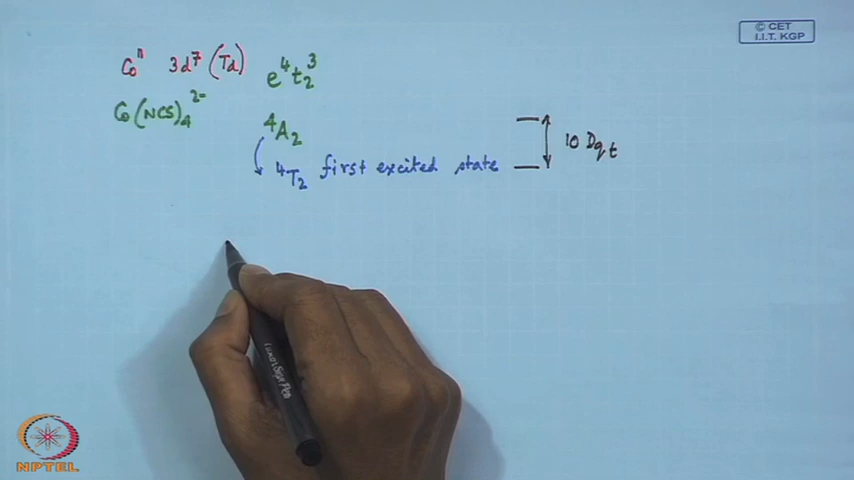 © CET
I.I.T. KGP
Co^II 3d^7 (Td) e^4 t_2^3
Co(NCS)_4^2-
^4A_2
^4T_2 first excited state
10 Dq_t
NPTEL